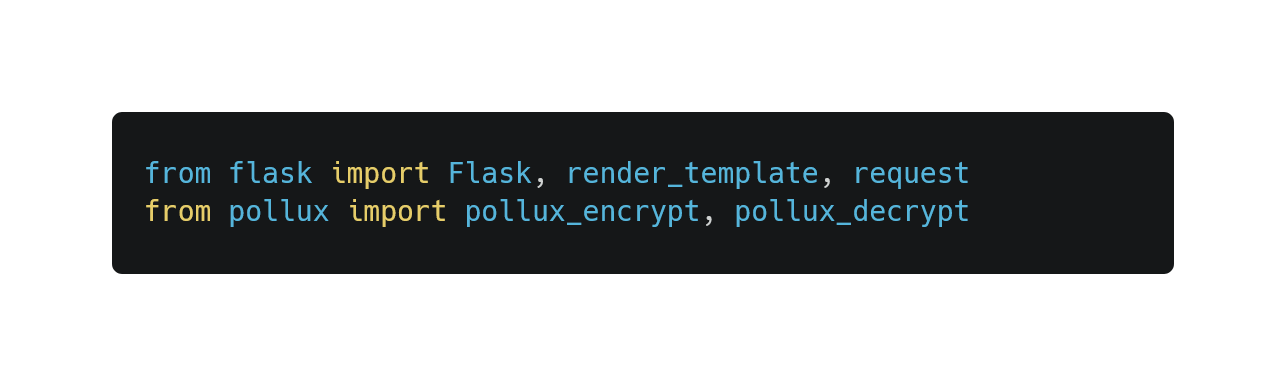 from flask import Flask, render_template, request
from pollux import pollux_encrypt, pollux_decrypt